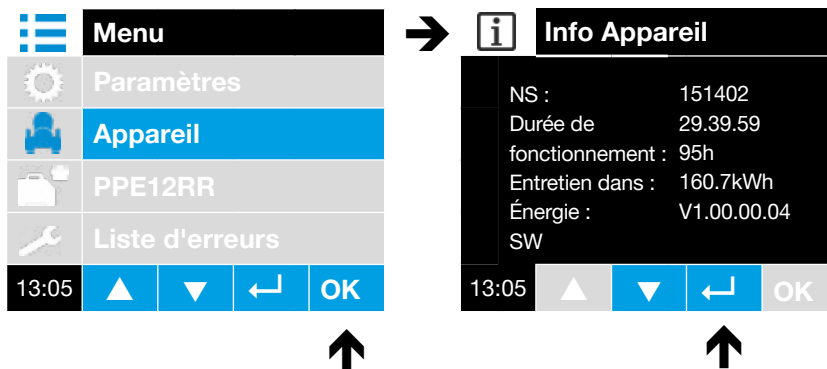 Menu
Paramètres
Appareil
PPE12RR
Liste d'erreurs
13:05 OK
Info Appareil
NS : 151402
Durée de 29.39.59
fonctionnement : 95h
Entretien dans : 160.7kWh
Énergie : V1.00.00.04
SW
13:05 OK